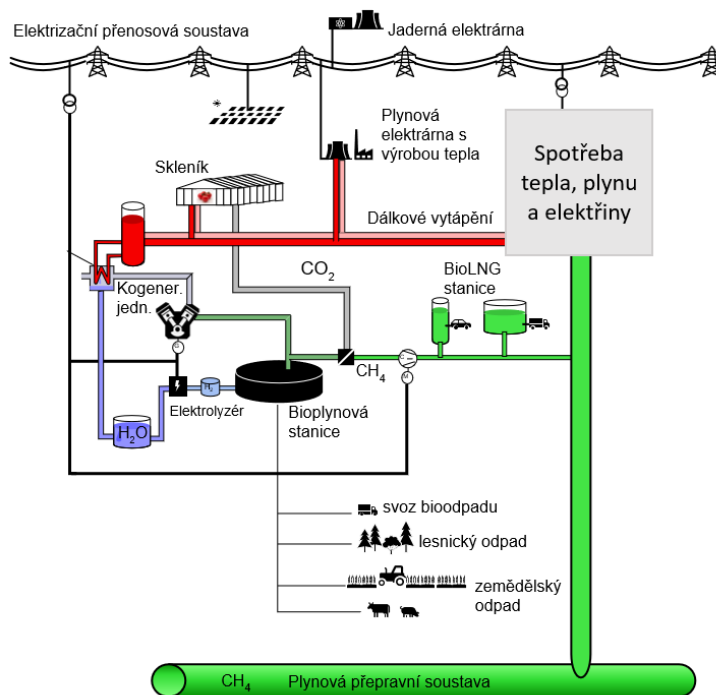 Elektrizační přenosová soustava
Jaderná elektrárna
Plynová
elektrárna s
výrobou tepla
Spotřeba
tepla, plynu
a elektřiny
Skleník
Dálkové vytápění
CO2
BioLNG
stanice
Kogener.
jedn.
G
CH4
M
Elektrolyzér
H2
Bioplynová
stanice
H2O
svoz bioodpadu
lesnický odpad
zemědělský
odpad
CH4 Plynová přepravní soustava